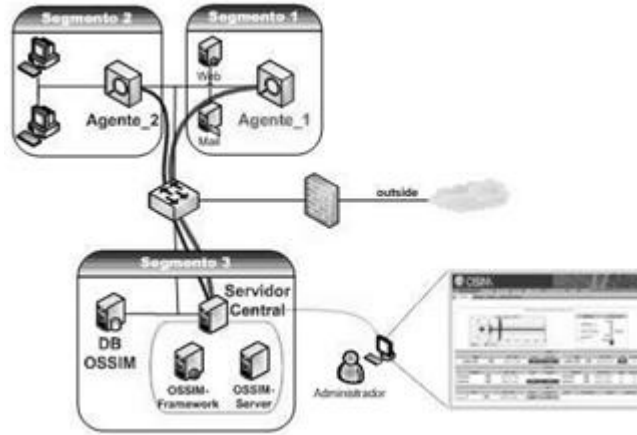 Segmento 2
Segmento 1
Web
Agente_2
Mail
Agente_1
outside
Segmento 3
Servidor
Central
DB
OSSIM
OSSIM-
Framework
OSSIM-
Server
Administrador
OSSIM